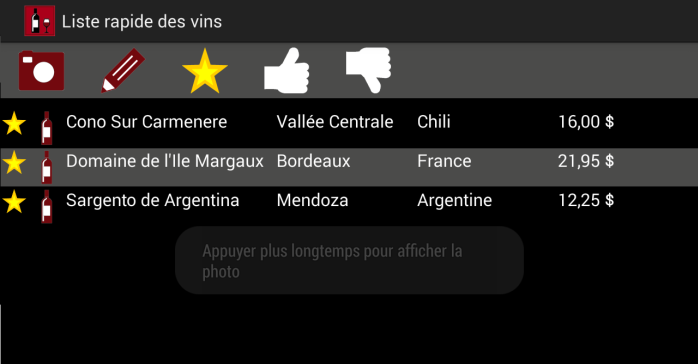 Liste rapide des vins
Cono Sur Carmenere Vallée Centrale Chili 16,00 $
Domaine de l'Ile Margaux Bordeaux France 21,95 $
Sargento de Argentina Mendoza Argentine 12,25 $
Appuyer plus longtemps pour afficher la
photo